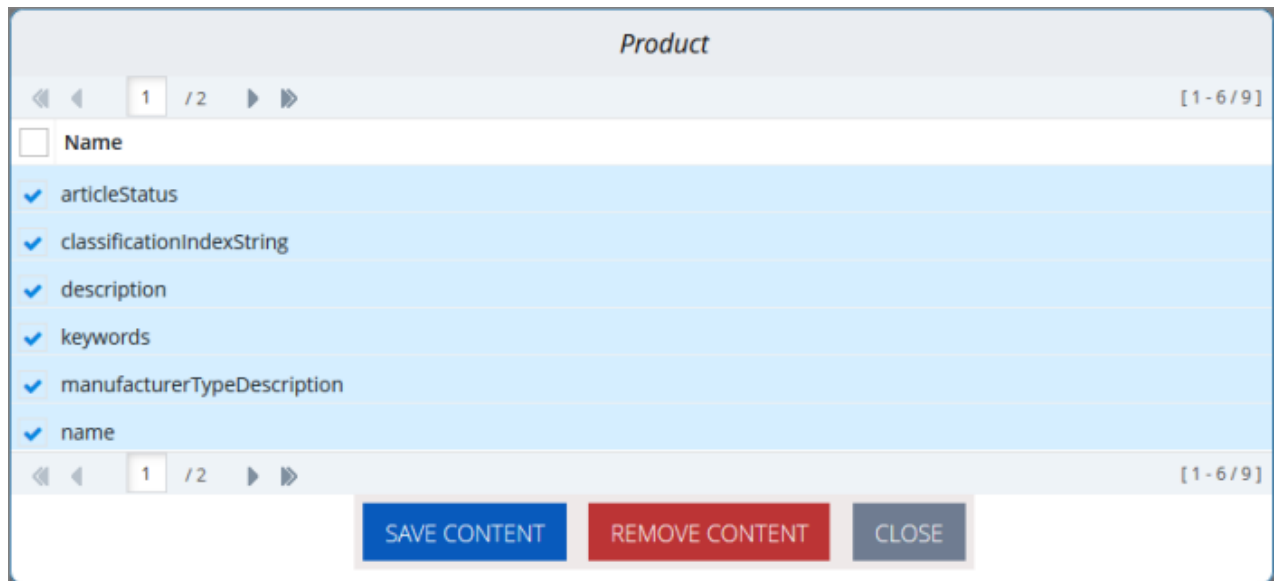 Product
1 / 2 [ 1 - 6 / 9 ]
Name
articleStatus
classificationIndexString
description
keywords
manufacturerTypeDescription
name
1 / 2 [ 1 - 6 / 9 ]
SAVE CONTENT REMOVE CONTENT CLOSE